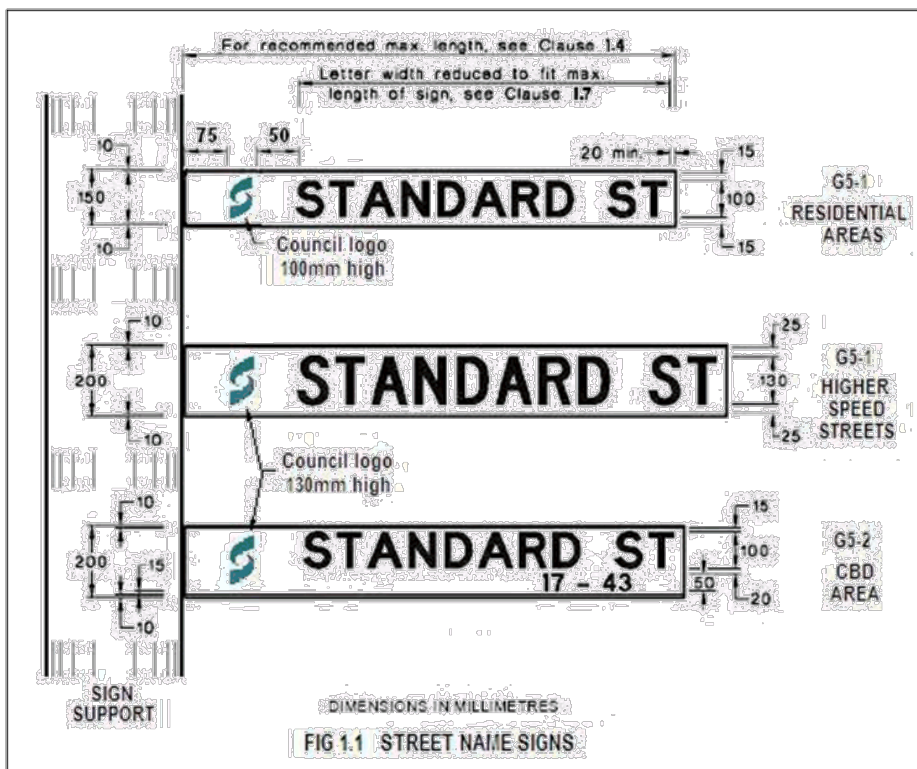 For recommended max. length, see Clause 1.4
Letter width reduced to fit max.
length of sign, see Clause 1.7
75
50
20 min.
10
150
10
15
100
15
STANDARD ST
Council logo
100mm high
G5-1
RESIDENTIAL
AREAS
10
200
10
25
130
25
STANDARD ST
G5-1
HIGHER
SPEED
STREETS
Council logo
130mm high
10
200
15
10
15
100
50
20
STANDARD ST
17 - 43
G5-2
CBD
AREA
SIGN
SUPPORT
DIMENSIONS IN MILLIMETRES
FIG 1.1 STREET NAME SIGNS